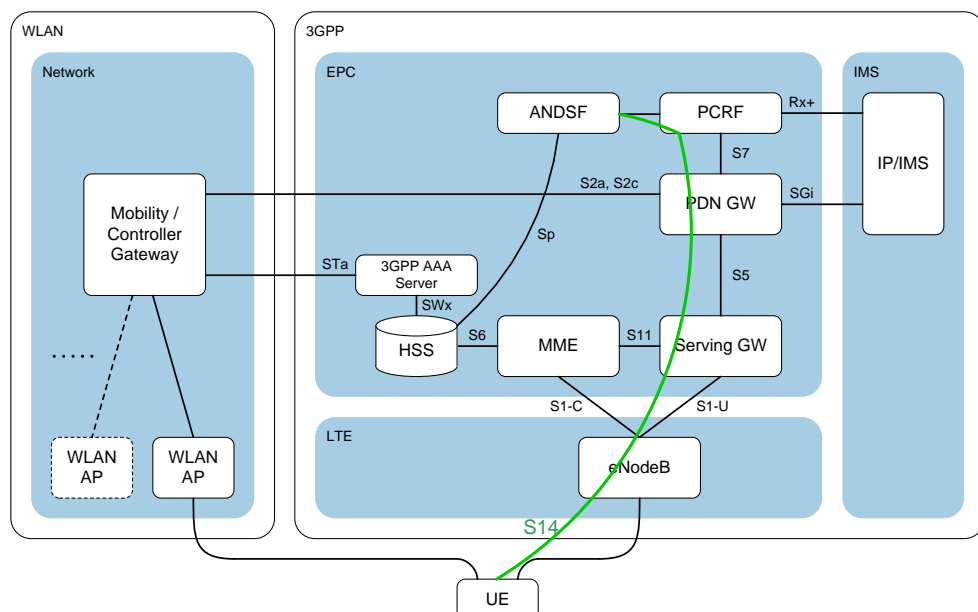 WLAN
3GPP
Network
EPC
IMS
ANDSF
PCRF
Rx+
S7
IP/IMS
S2a, S2c
PDN GW
SGi
Mobility /
Controller
Gateway
Sp
STa
3GPP AAA
Server
S5
SWx
HSS
S6
MME
S11
Serving GW
S1-C
S1-U
.....
LTE
WLAN
AP
WLAN
AP
eNodeB
S14
UE